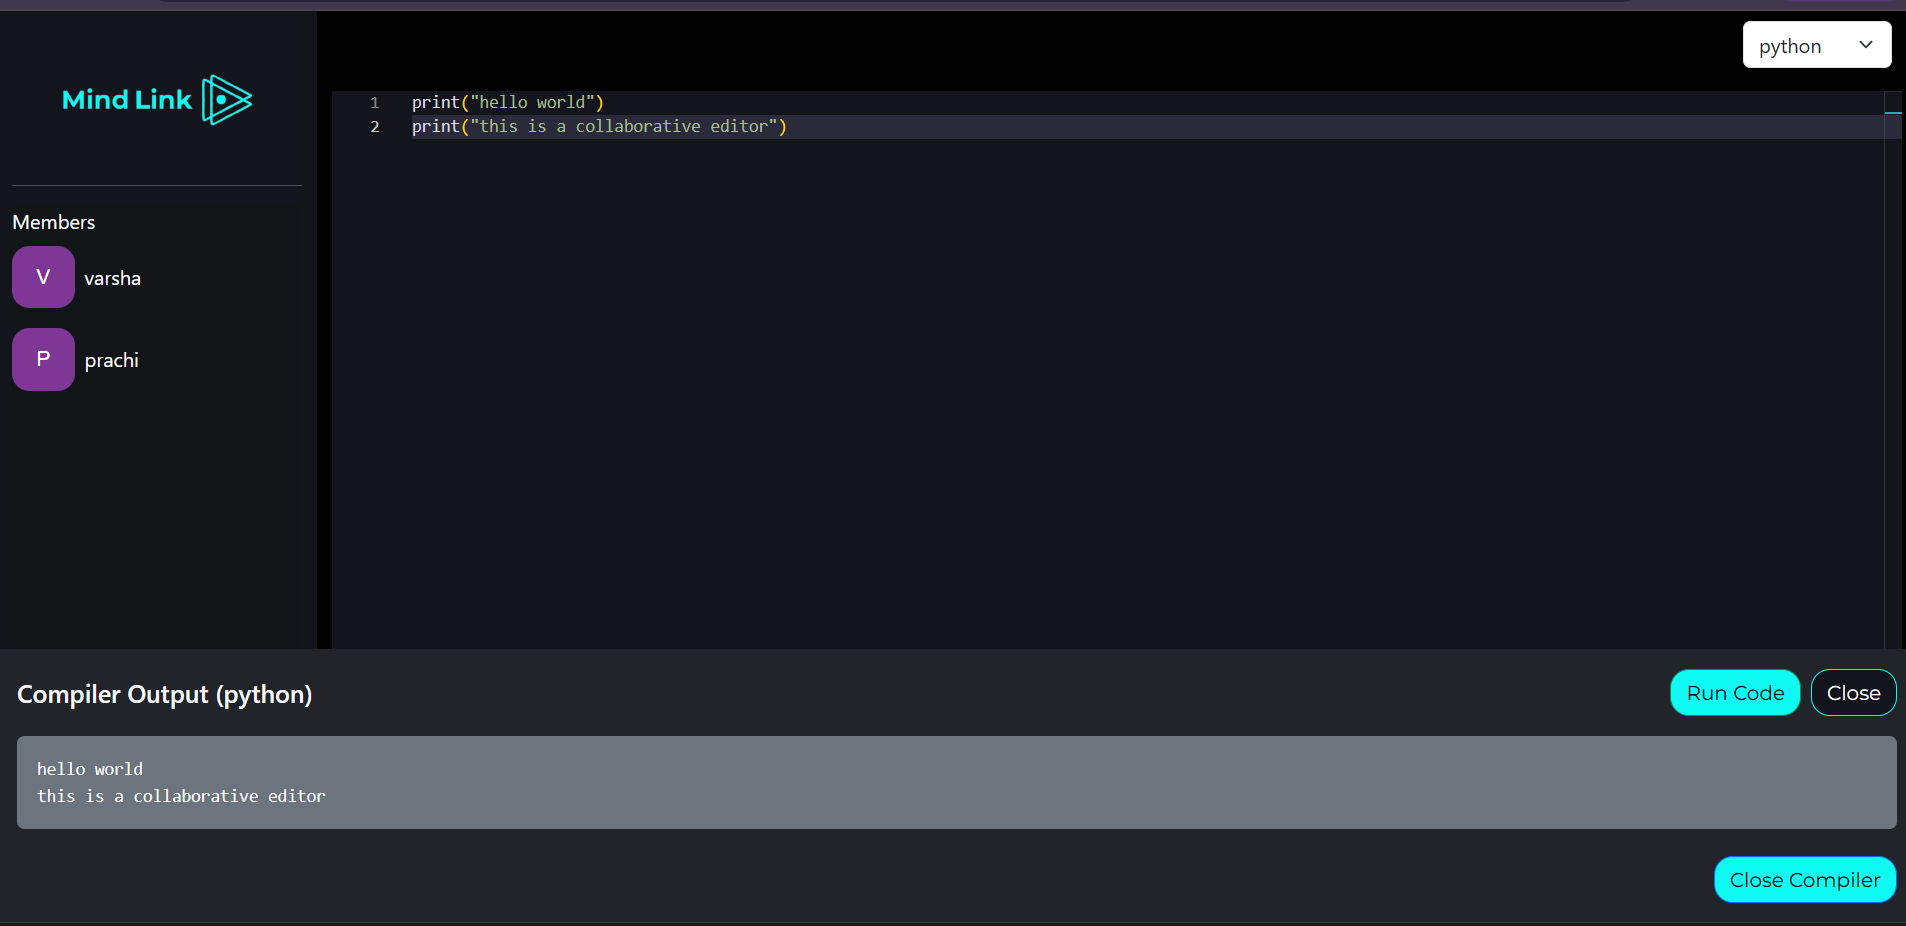 python
Mind Link
1 print("hello world")
2 print("this is a collaborative editor")
Members
V varsha
P prachi
Compiler Output (python)
Run Code Close
hello world
this is a collaborative editor
Close Compiler